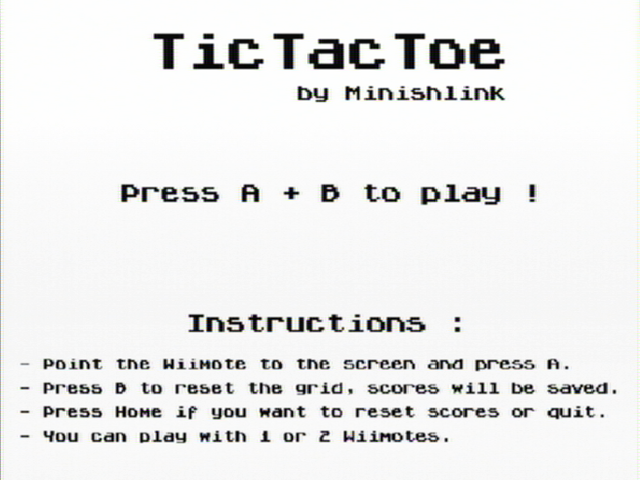 TicTacToe
by Minishlink
Press A + B to play !
Instructions :
- Point the WiiMote to the screen and press A.
- Press B to reset the grid, scores will be saved.
- Press Home if you want to reset scores or quit.
- You can play with 1 or 2 Wiimotes.